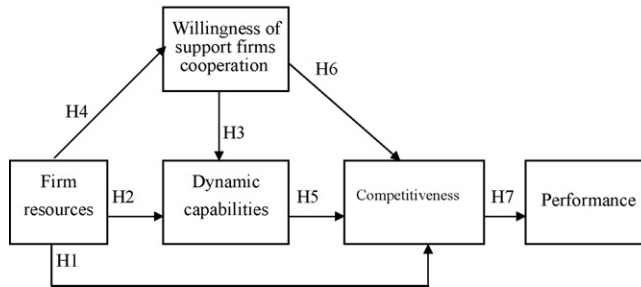 Willingness of
support firms
cooperation
H6
H4
H3
Firm
resources
H2
Dynamic
capabilities
H5
Competitiveness
H7
Performance
H1